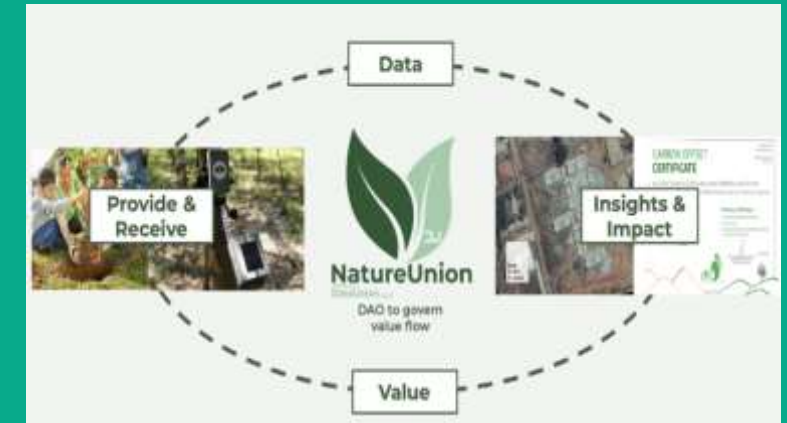 Data
Provide &
Receive
Insights &
Impact
CARBON OFFSET
CERTIFICATE
NatureUnion
DAO to govern
value flow
Value